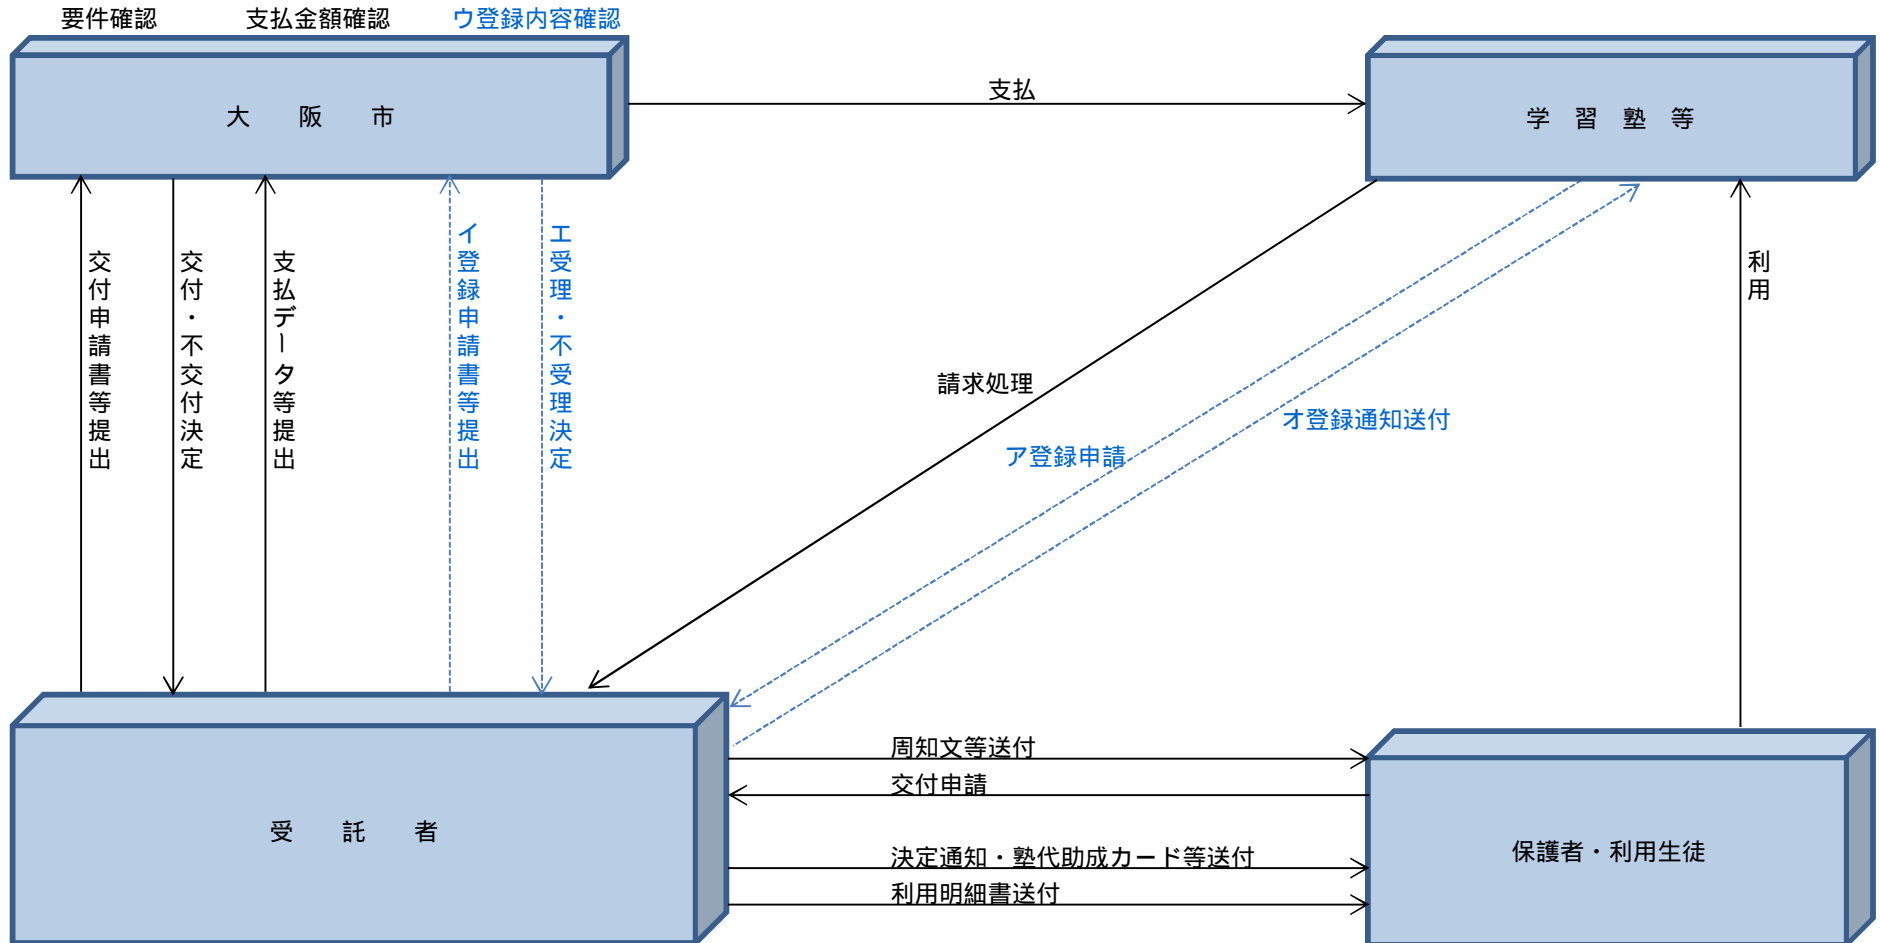 要件確認
支払金額確認
ウ登録内容確認
大　阪　市
支払
学　習　塾　等
交付申請書等提出
交付・不交付決定
支払データ等提出
イ登録申請書等提出
エ受理・不受理決定
利用
請求処理
オ登録通知送付
ア登録申請
周知文等送付
交付申請
受　託　者
決定通知・塾代助成カード等送付
保護者・利用生徒
利用明細書送付